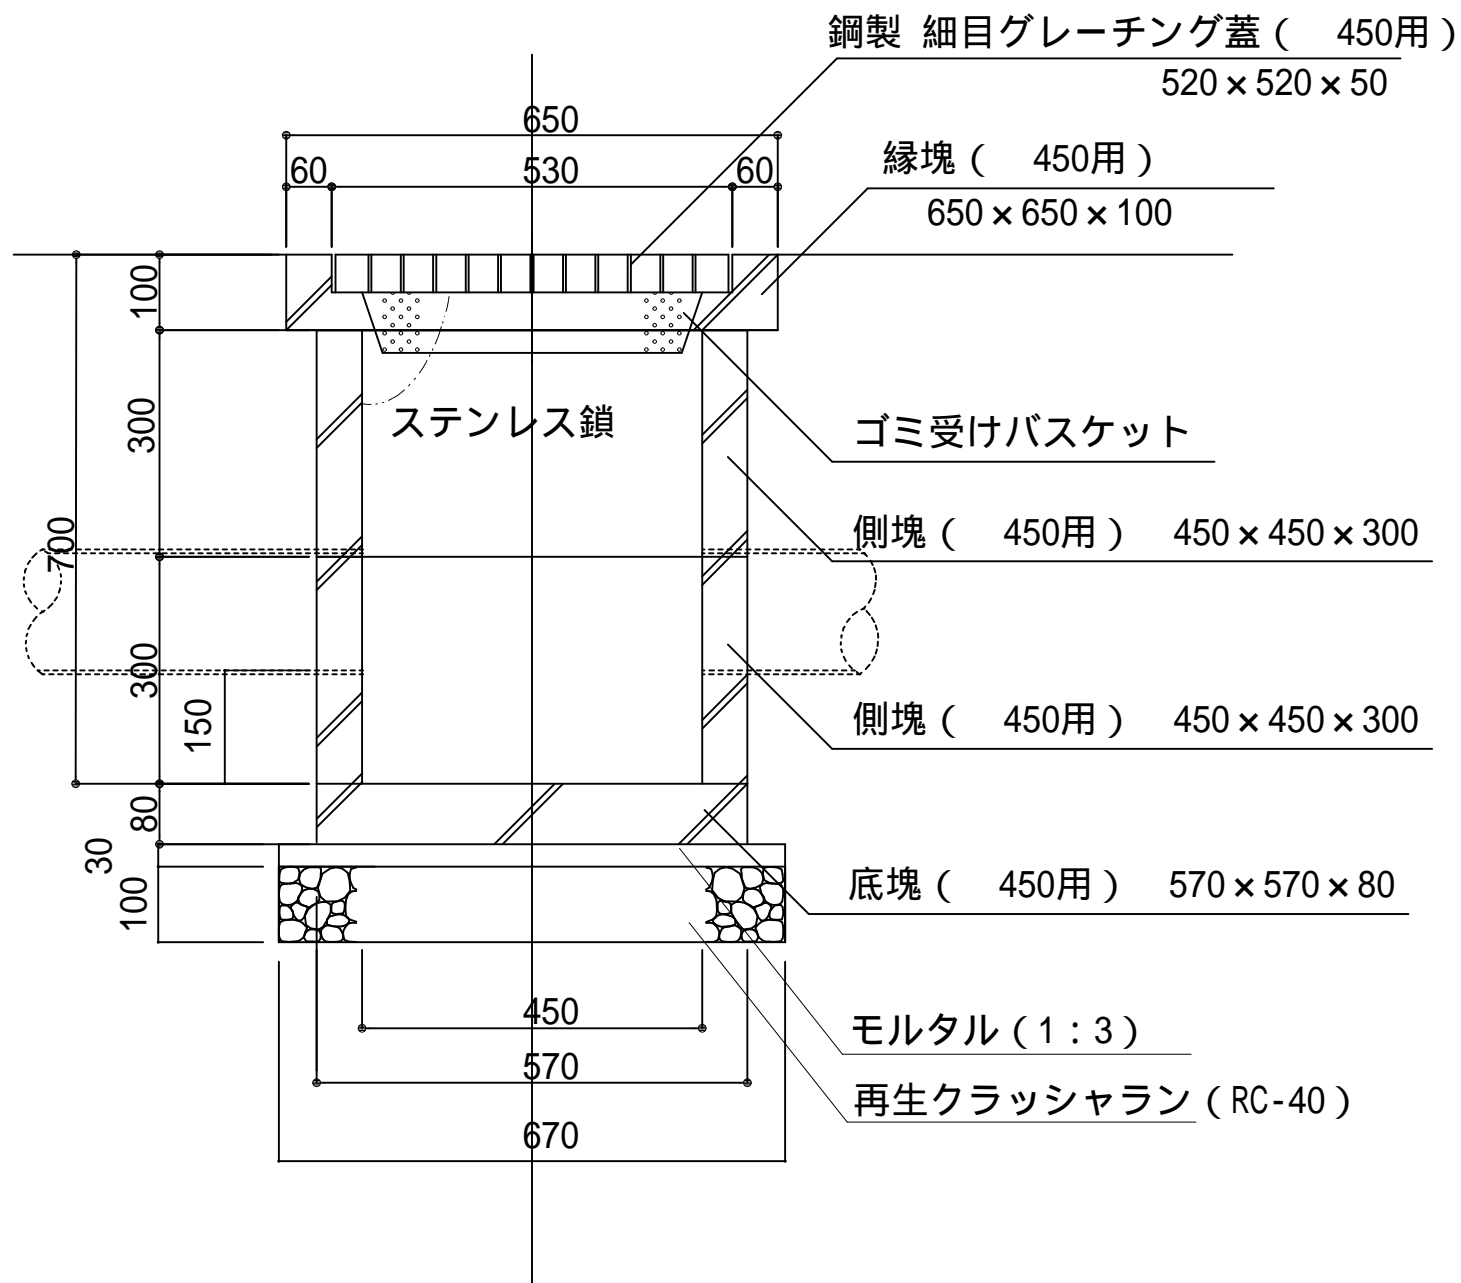 鋼製 細目グレーチング蓋（　450用）
520×520×50
650
60 530 60
縁塊（　450用）
650×650×100
100
ステンレス鎖
300
ゴミ受けバスケット
側塊（　450用）　450×450×300
700
300
150
側塊（　450用）　450×450×300
80
30
100
底塊（　450用）　570×570×80
450
モルタル（1：3）
570
再生クラッシャラン（RC-40）
670